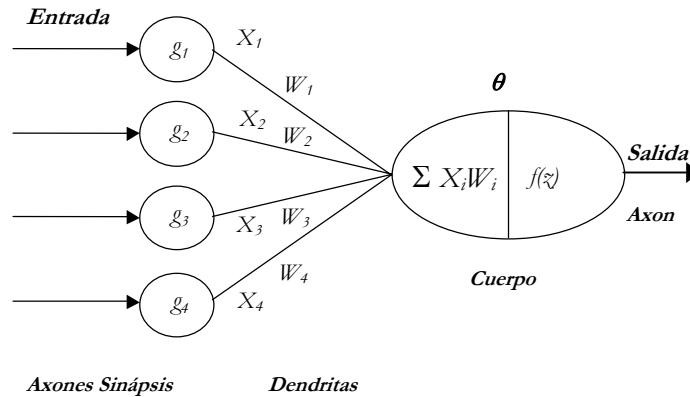 Entrada
g1
X1
W1
θ
g2
X2
W2
Σ XiWi
f(z)
Salida
Axon
g3
X3
W3
W4
Cuerpo
g4
X4
Axones Sinápsis
Dendritas